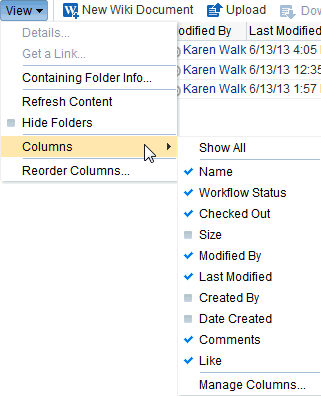 View New Wiki Document Upload Dow
Details... odified By Last Modified
Get a Link... Karen Walk 6/13/13 4:05
Containing Folder Info... Karen Walk 6/13/13 12:35
Refresh Content Karen Walk 6/13/13 1:57
Hide Folders
Columns
Reorder Columns...
Show All
Name
Workflow Status
Checked Out
Size
Modified By
Last Modified
Created By
Date Created
Comments
Like
Manage Columns...